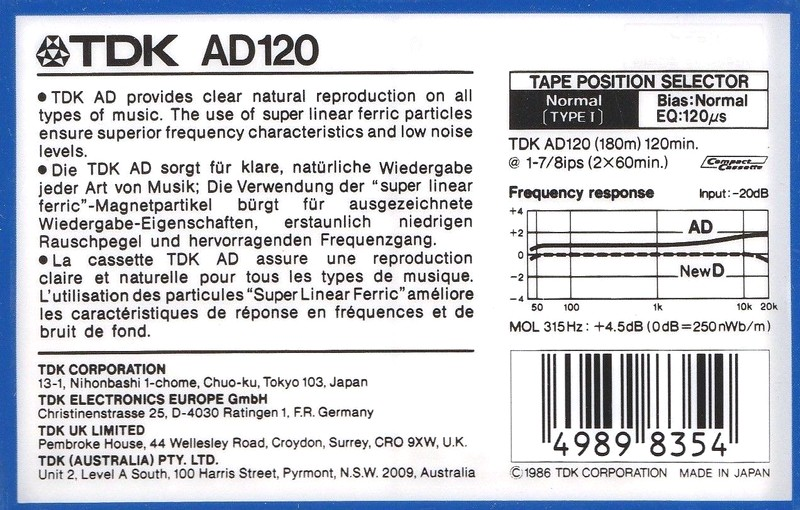 TDK AD120
● TDK AD provides clear natural reproduction on all
types of music. The use of super linear ferric particles
ensure superior frequency characteristics and low noise
levels.
● Die TDK AD sorgt für klare, natürliche Wiedergabe
jeder Art von Musik; Die Verwendung der "super linear
ferric"-Magnetpartikel bürgt für ausgezeichnete
Wiedergabe-Eigenschaften, erstaunlich niedrigen
Rauschpegel und hervorragenden Frequenzgang.
● La cassette TDK AD assure une reproduction
claire et naturelle pour tous les types de musique.
L'utilisation des particules "Super Linear Ferric" améliore
les caractéristiques de réponse en fréquences et de
bruit de fond.
TDK CORPORATION
13-1, Nihonbashi 1-chome, Chuo-ku, Tokyo 103, Japan
TDK ELECTRONICS EUROPE GmbH
Christinenstrasse 25, D-4030 Ratingen 1, F.R. Germany
TDK UK LIMITED
Pembroke House, 44 Wellesley Road, Croydon, Surrey, CRO 9XW, U.K.
TDK (AUSTRALIA) PTY. LTD.
Unit 2, Level A South, 100 Harris Street, Pyrmont, N.S.W. 2009, Australia
TAPE POSITION SELECTOR
Normal
(TYPE I)
Bias:Normal
EQ:120μs
TDK AD120 (180m) 120min.
@ 1-7/8ips (2×60min.)
Compact
Cassette
Frequency response Input:-20dB
+4
+2
0
-2
-4
AD
New D
50 100 1k 10k 20k
MOL 315Hz: +4.5dB (0dB=250nWb/m)
4989 8354
©1986 TDK CORPORATION MADE IN JAPAN